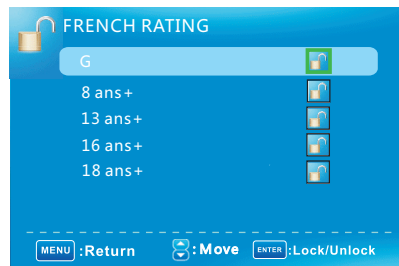 FRENCH RATING
G
8 ans+
13 ans+
16 ans+
18 ans+
MENU :Return :Move ENTER :Lock/Unlock